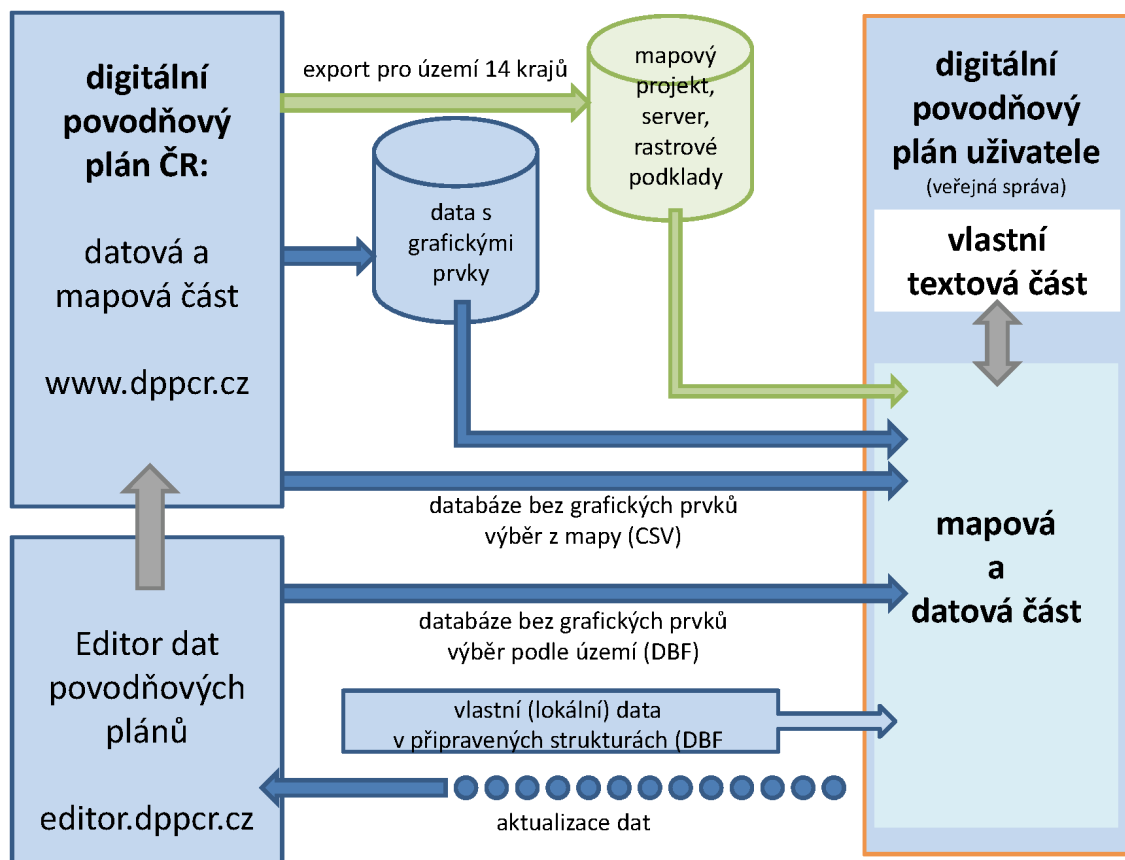 digitální
povodňový
plán ČR:
datová a
mapová část
www.dppcr.cz
export pro území 14 krajů
mapový
projekt,
server,
rastrové
podklady
data s
grafickými
prvky
digitální
povodňový
plán uživatele
(veřejná správa)
vlastní
textová část
databáze bez grafických prvků
výběr z mapy (CSV)
mapová
a
datová část
Editor dat
povodňových
plánů
editor.dppcr.cz
databáze bez grafických prvků
výběr podle území (DBF)
vlastní (lokální) data
v připravených strukturách (DBF
aktualizace dat